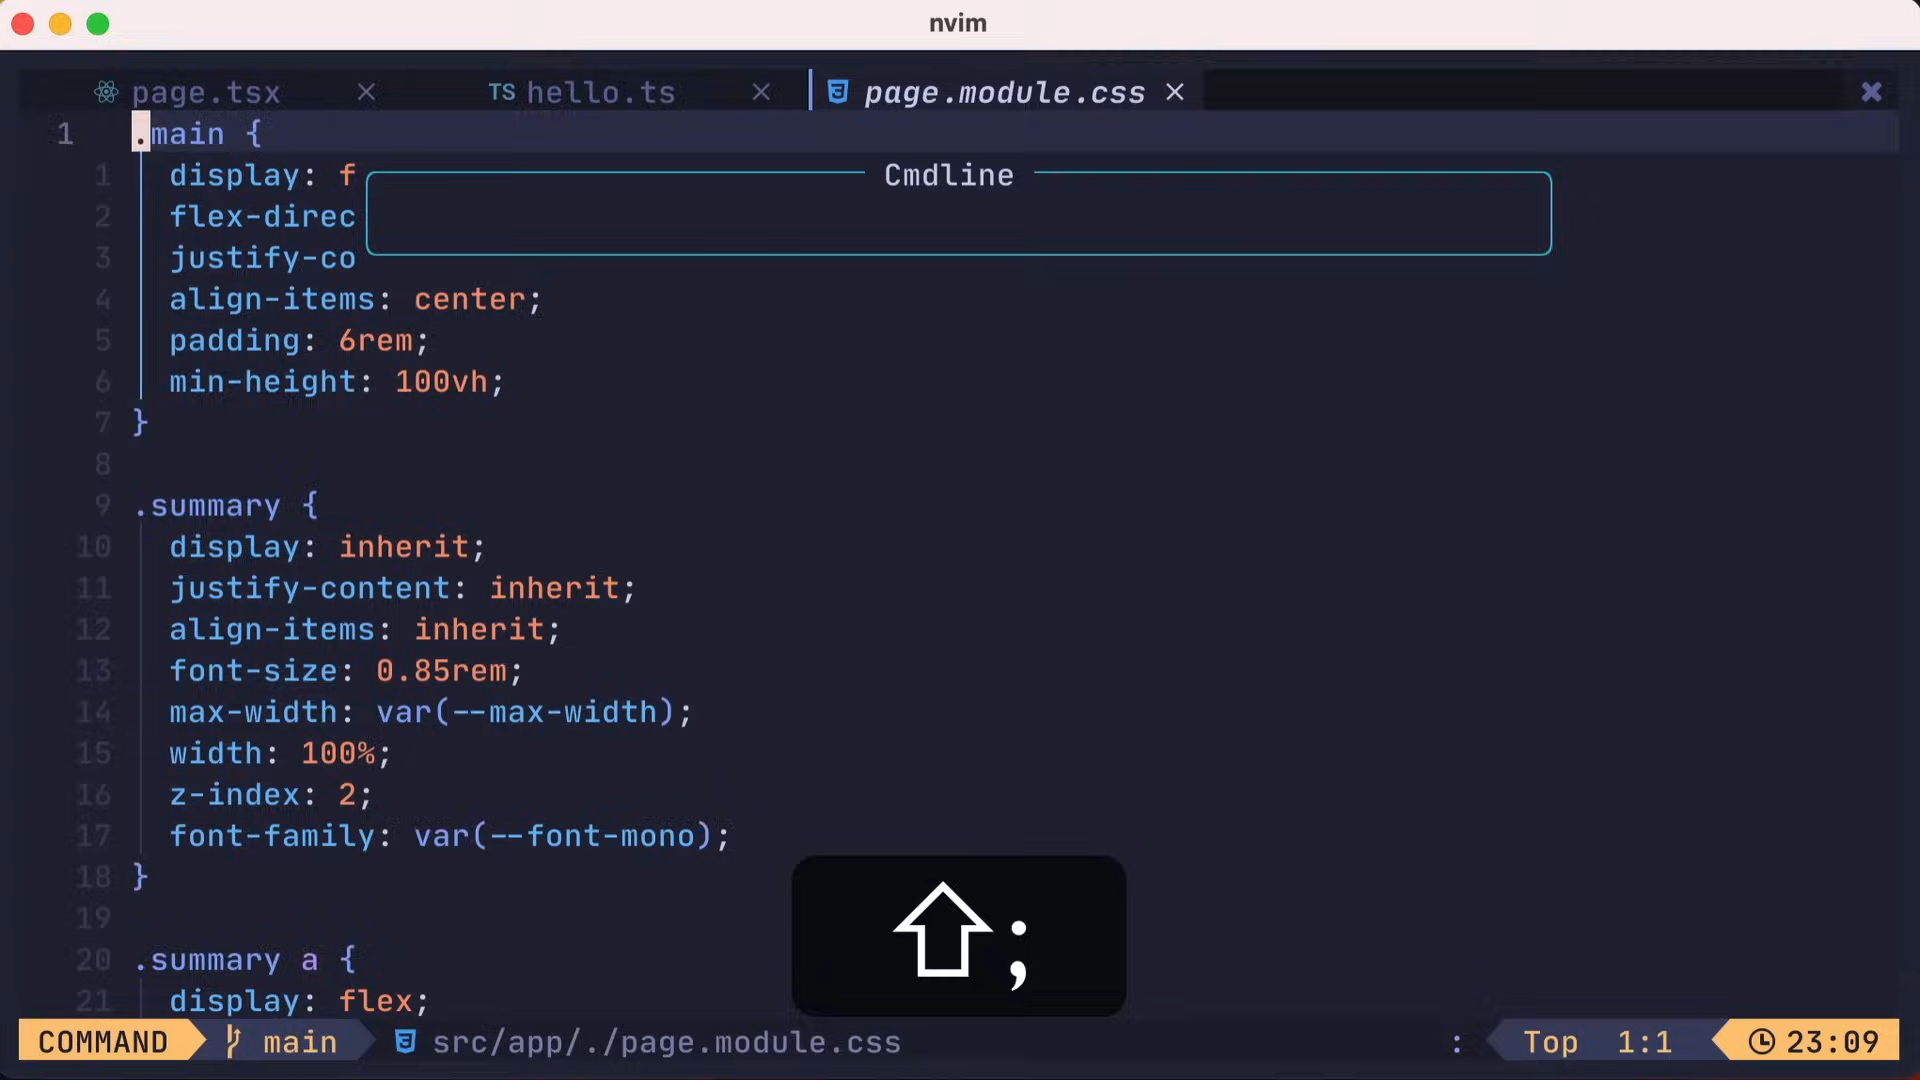 nvim
page.tsx × TS hello.ts × page.module.css ×
1 .main {
1 display: f
Cmdline
2 flex-direc
3 justify-co
4 align-items: center;
5 padding: 6rem;
6 min-height: 100vh;
7 }
8
9 .summary {
10 display: inherit;
11 justify-content: inherit;
12 align-items: inherit;
13 font-size: 0.85rem;
14 max-width: var(--max-width);
15 width: 100%;
16 z-index: 2;
17 font-family: var(--font-mono);
18 }
19
20 .summary a {
21 display: flex;
⇧;
COMMAND main src/app/./page.module.css : Top 1:1 23:09